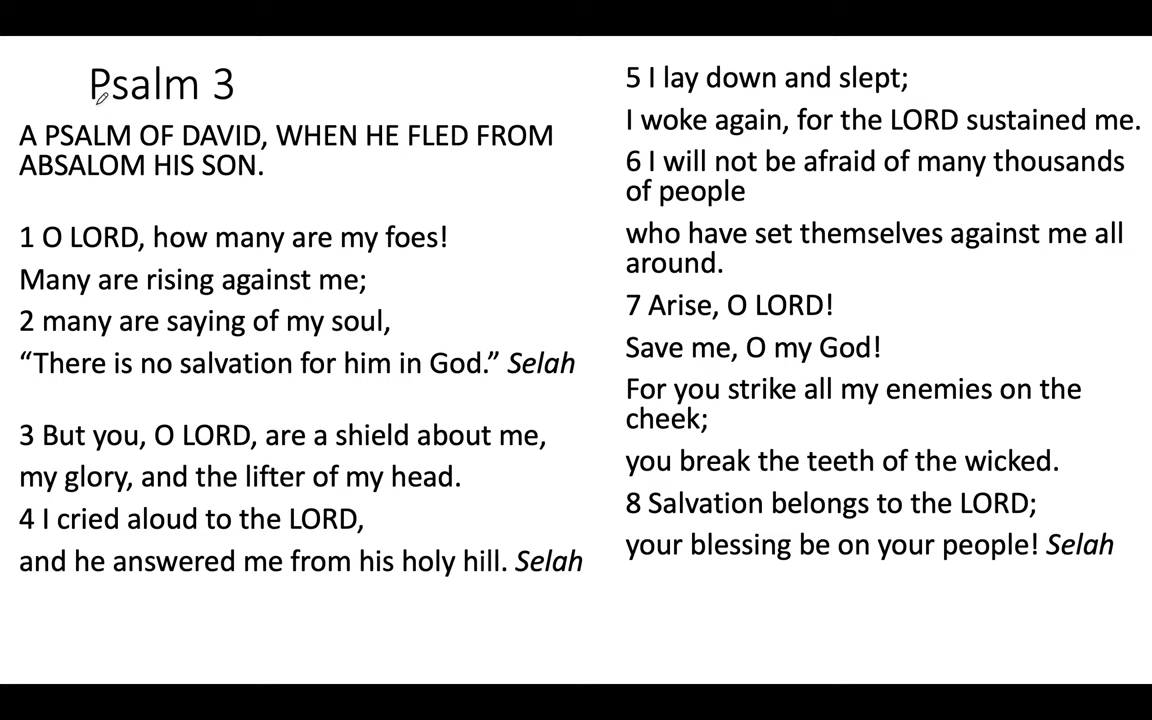 Psalm 3
A PSALM OF DAVID, WHEN HE FLED FROM
ABSALOM HIS SON.
1 O LORD, how many are my foes!
Many are rising against me;
2 many are saying of my soul,
“There is no salvation for him in God.” Selah
3 But you, O LORD, are a shield about me,
my glory, and the lifter of my head.
4 I cried aloud to the LORD,
and he answered me from his holy hill. Selah
5 I lay down and slept;
I woke again, for the LORD sustained me.
6 I will not be afraid of many thousands
of people
who have set themselves against me all
around.
7 Arise, O LORD!
Save me, O my God!
For you strike all my enemies on the
cheek;
you break the teeth of the wicked.
8 Salvation belongs to the LORD;
your blessing be on your people! Selah